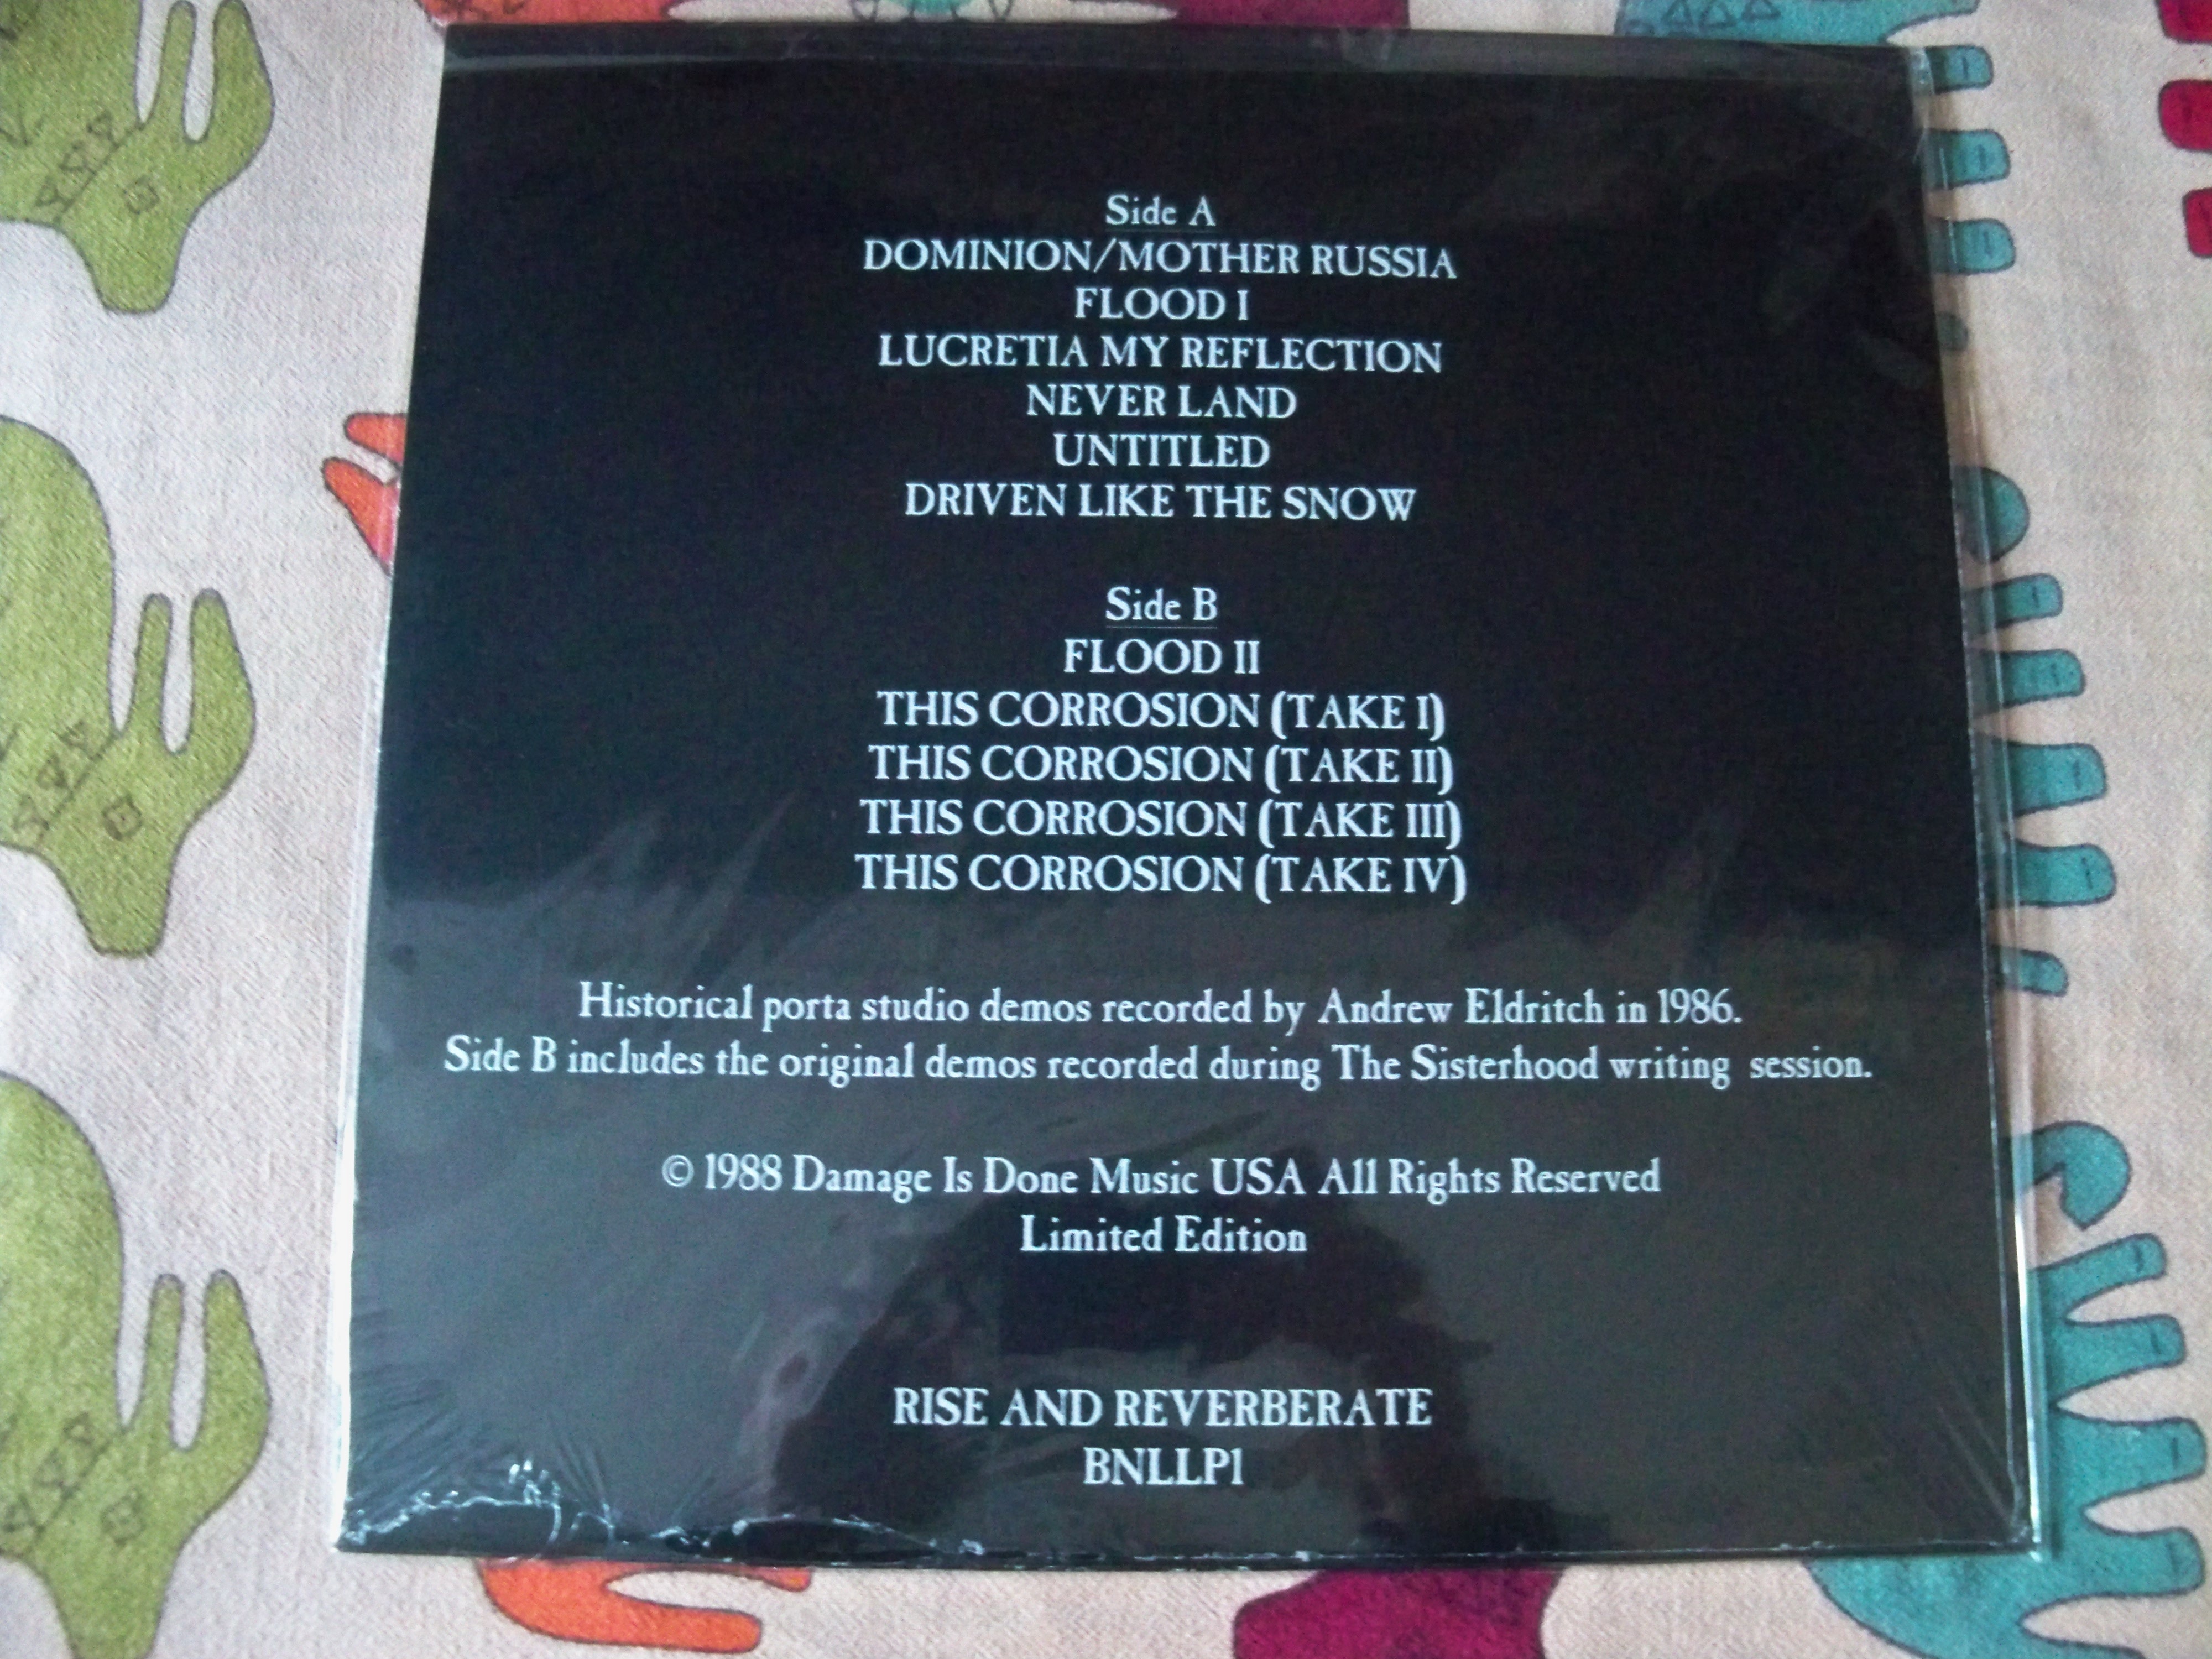 Side A
DOMINION/MOTHER RUSSIA
FLOOD I
LUCRETIA MY REFLECTION
NEVER LAND
UNTITLED
DRIVEN LIKE THE SNOW
Side B
FLOOD II
THIS CORROSION (TAKE I)
THIS CORROSION (TAKE II)
THIS CORROSION (TAKE III)
THIS CORROSION (TAKE IV)
Historical porta studio demos recorded by Andrew Eldritch in 1986.
Side B includes the original demos recorded during The Sisterhood writing session.
© 1988 Damage Is Done Music USA All Rights Reserved
Limited Edition
RISE AND REVERBERATE
BNLLP1